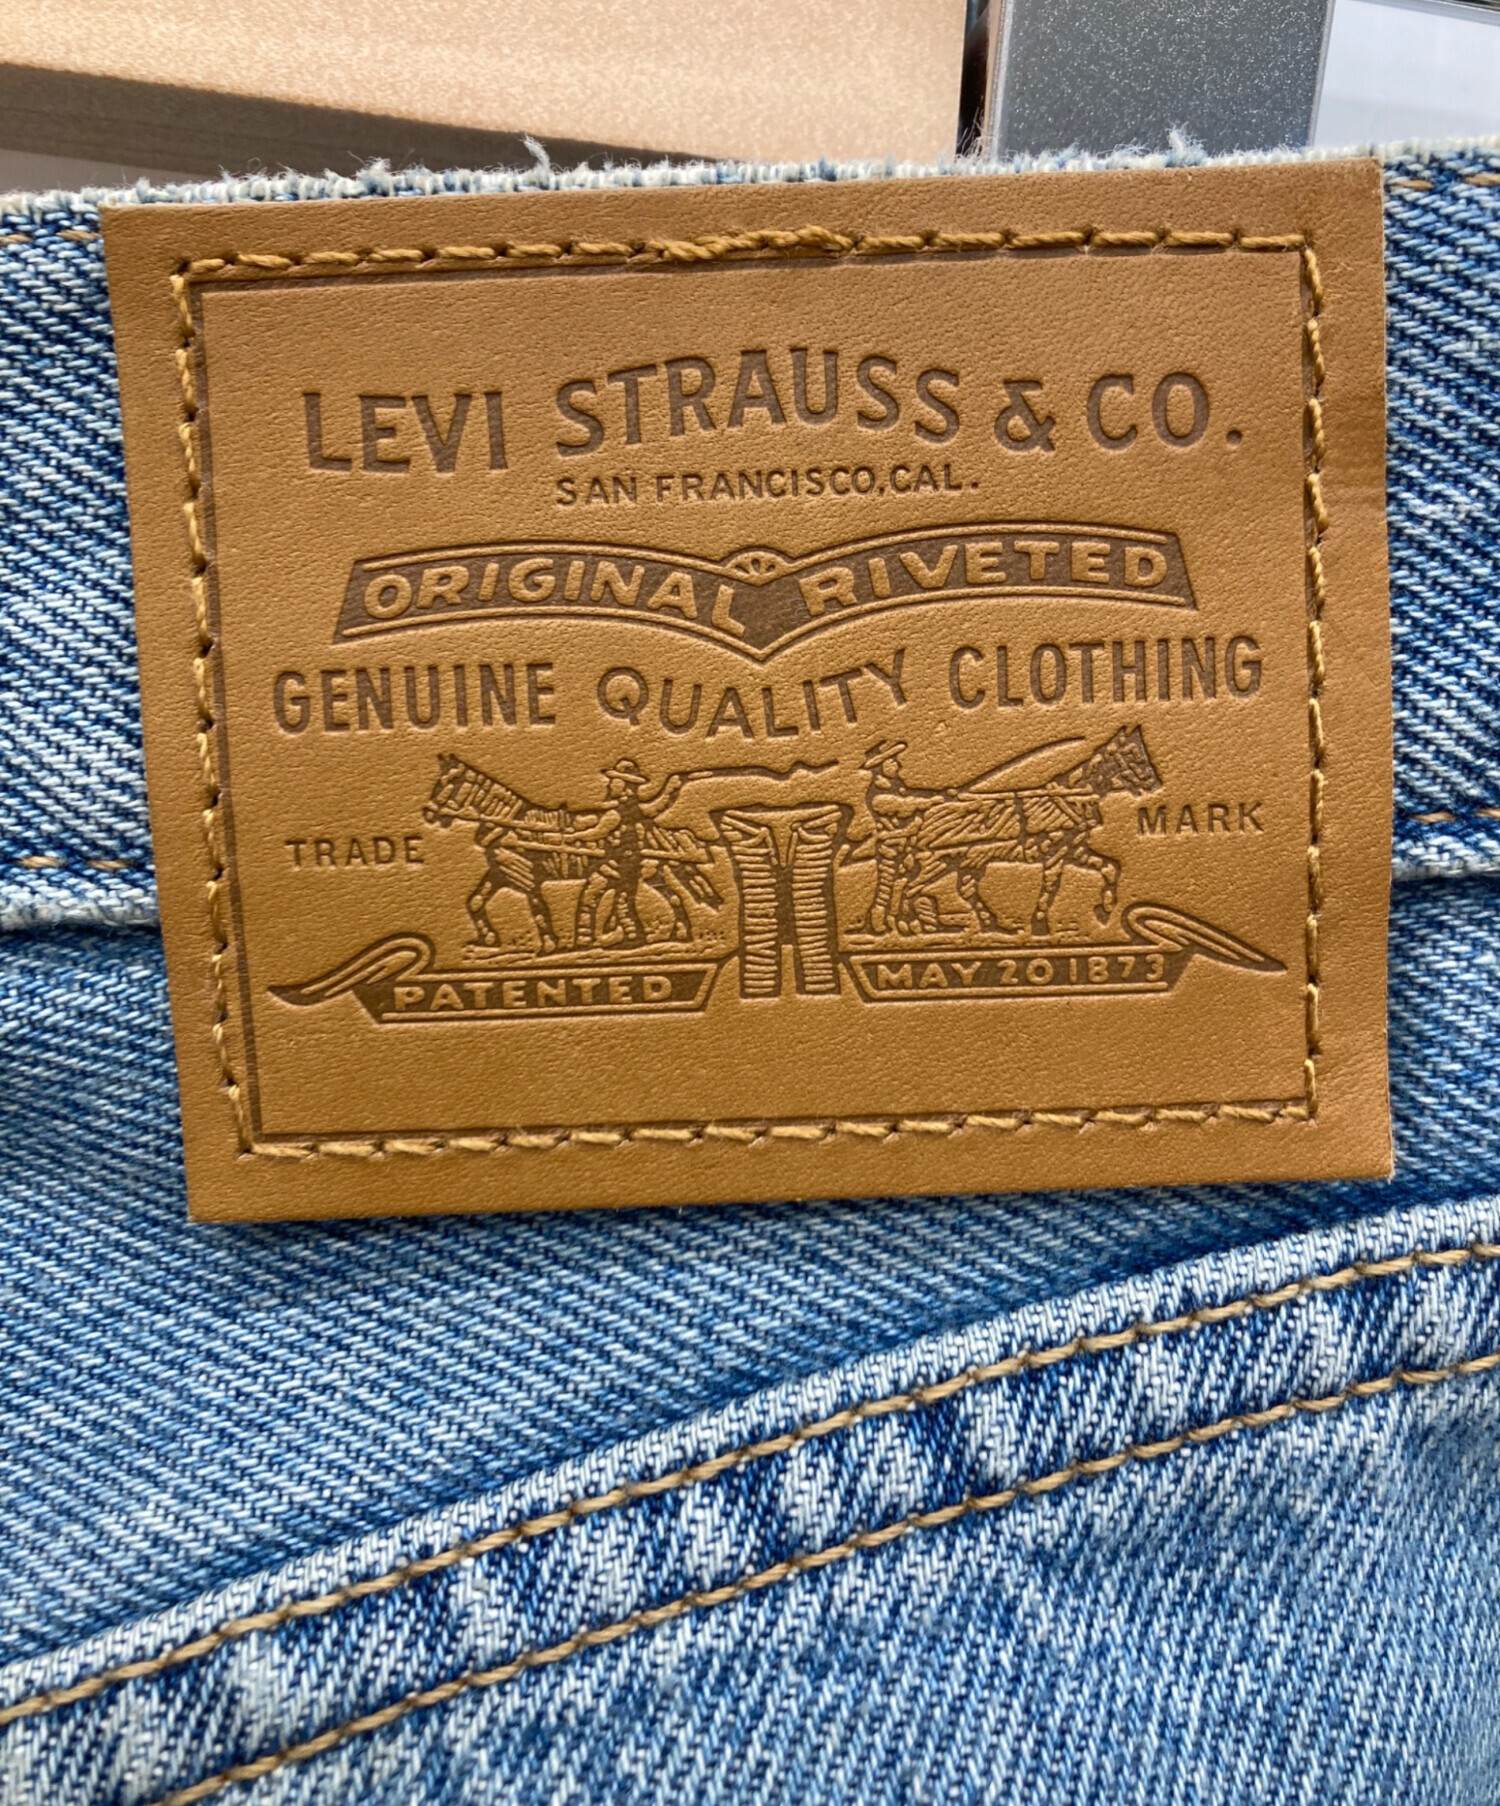 LEVI STRAUSS & CO.
SAN FRANCISCO, CAL.
ORIGINAL RIVETED
GENUINE QUALITY CLOTHING
TRADE MARK
PATENTED MAY 20 1873